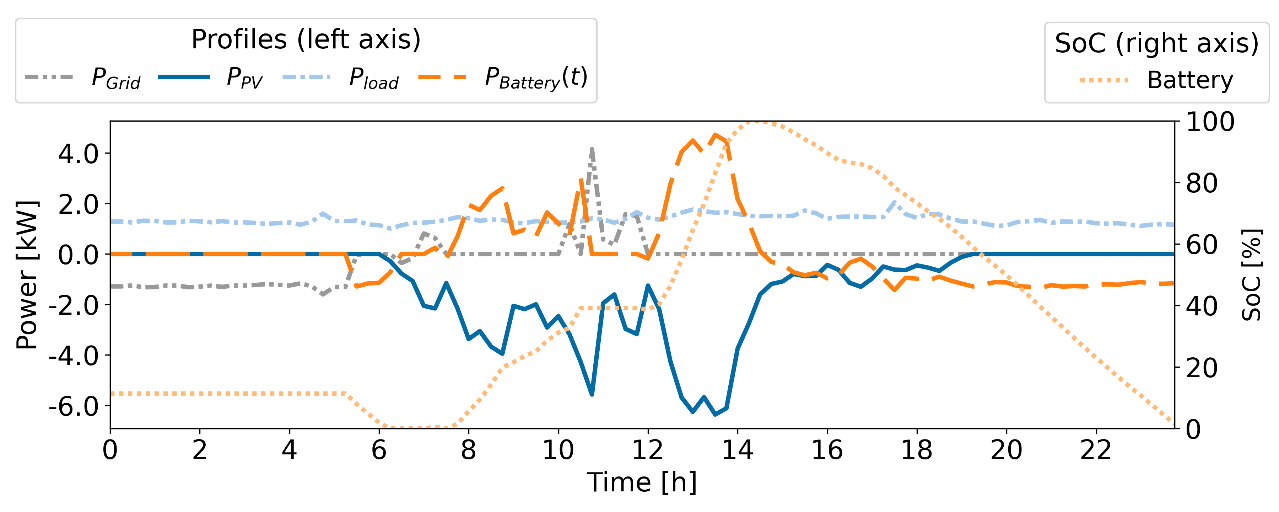 Profiles (left axis)
P_Grid P_PV P_load P_Battery(t)
SoC (right axis)
Battery
4.0
2.0
0.0
-2.0
-4.0
-6.0
Power [kW]
100
80
60
40
20
0
SoC [%]
0 2 4 6 8 10 12 14 16 18 20 22
Time [h]